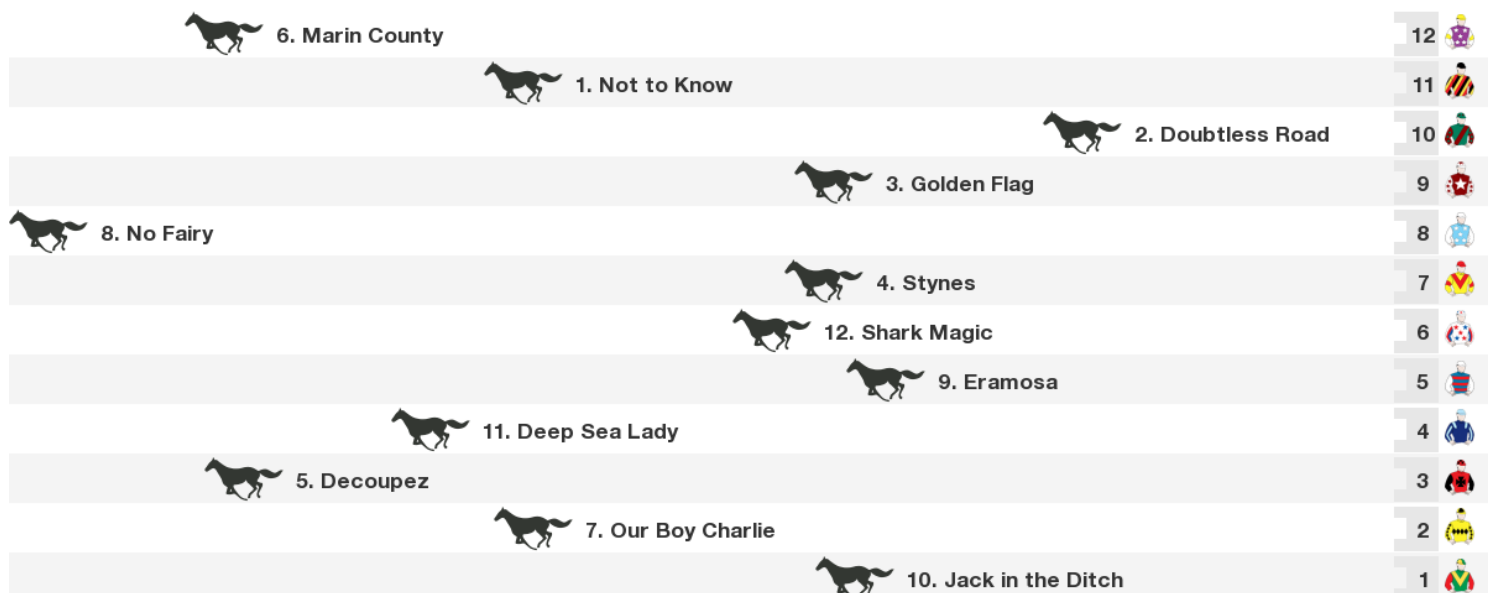 6. Marin County 12
1. Not to Know 11
2. Doubtless Road 10
3. Golden Flag 9
8. No Fairy 8
4. Stynes 7
12. Shark Magic 6
9. Eramosa 5
11. Deep Sea Lady 4
5. Decoupez 3
7. Our Boy Charlie 2
10. Jack in the Ditch 1